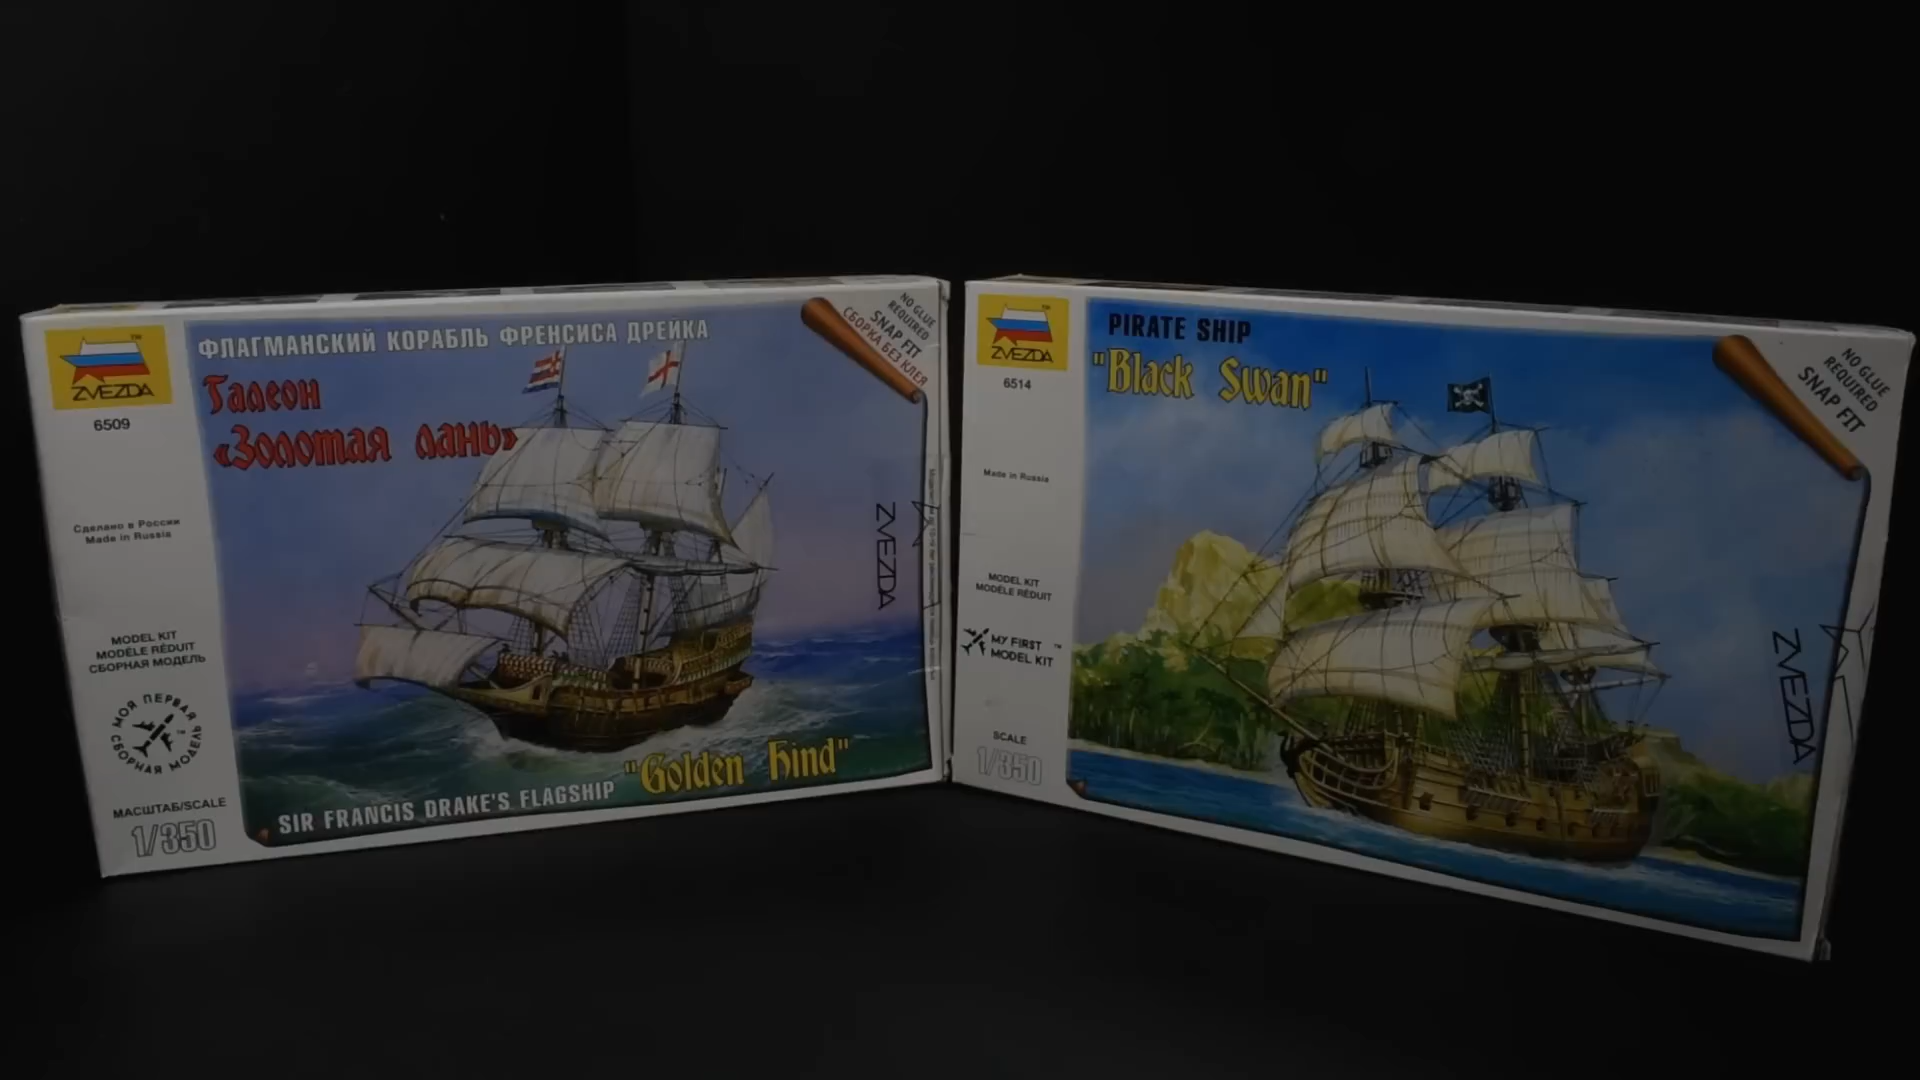 ZVEZDA
6509
Сделано в России
Made in Russia
MODEL KIT
MODÈLE RÉDUIT
СБОРНАЯ МОДЕЛЬ
МОЯ ПЕРВАЯ СБОРНАЯ МОДЕЛЬ
МАСШТАБ/SCALE
1/350
ФЛАГМАНСКИЙ КОРАБЛЬ ФРЕНСИСА ДРЕЙКА
Галеон
«Золотая лань»
NO GLUE
REQUIRED
SNAP FIT
СБОРКА БЕЗ КЛЕЯ
ZVEZDA
SIR FRANCIS DRAKE'S FLAGSHIP "Golden Hind"
ZVEZDA
6514
Made in Russia
MODEL KIT
MODÈLE RÉDUIT
MY FIRST
MODEL KIT
SCALE
1/350
PIRATE SHIP
"Black Swan"
NO GLUE
REQUIRED
SNAP FIT
ZVEZDA